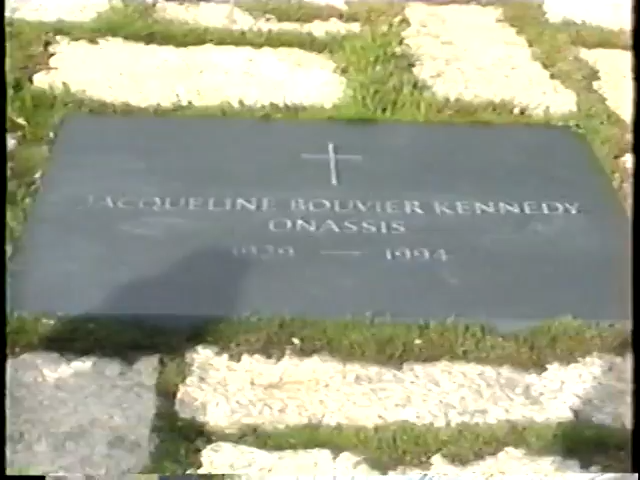 JACQUELINE BOUVIER KENNEDY
ONASSIS
1929 — 1994